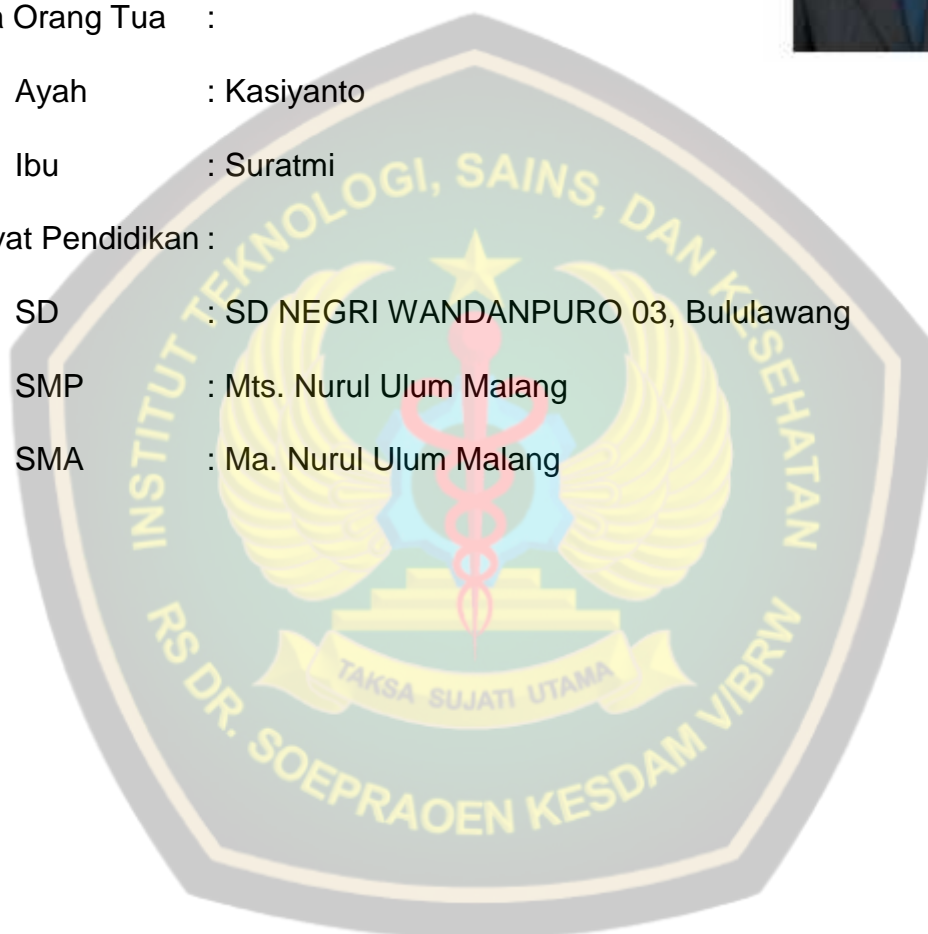 a Orang Tua :
Ayah : Kasiyanto
Ibu : Suratmi
yat Pendidikan :
SD : SD NEGRI WANDANPURO 03, Bululawang
SMP : Mts. Nurul Ulum Malang
SMA : Ma. Nurul Ulum Malang
INSTITUT TEKNOLOGI, SAINS, DAN KESEHATAN
TAKSA SUJATI UTAMA
RS DR. SOEPRAOEN KESDAM V/BRW